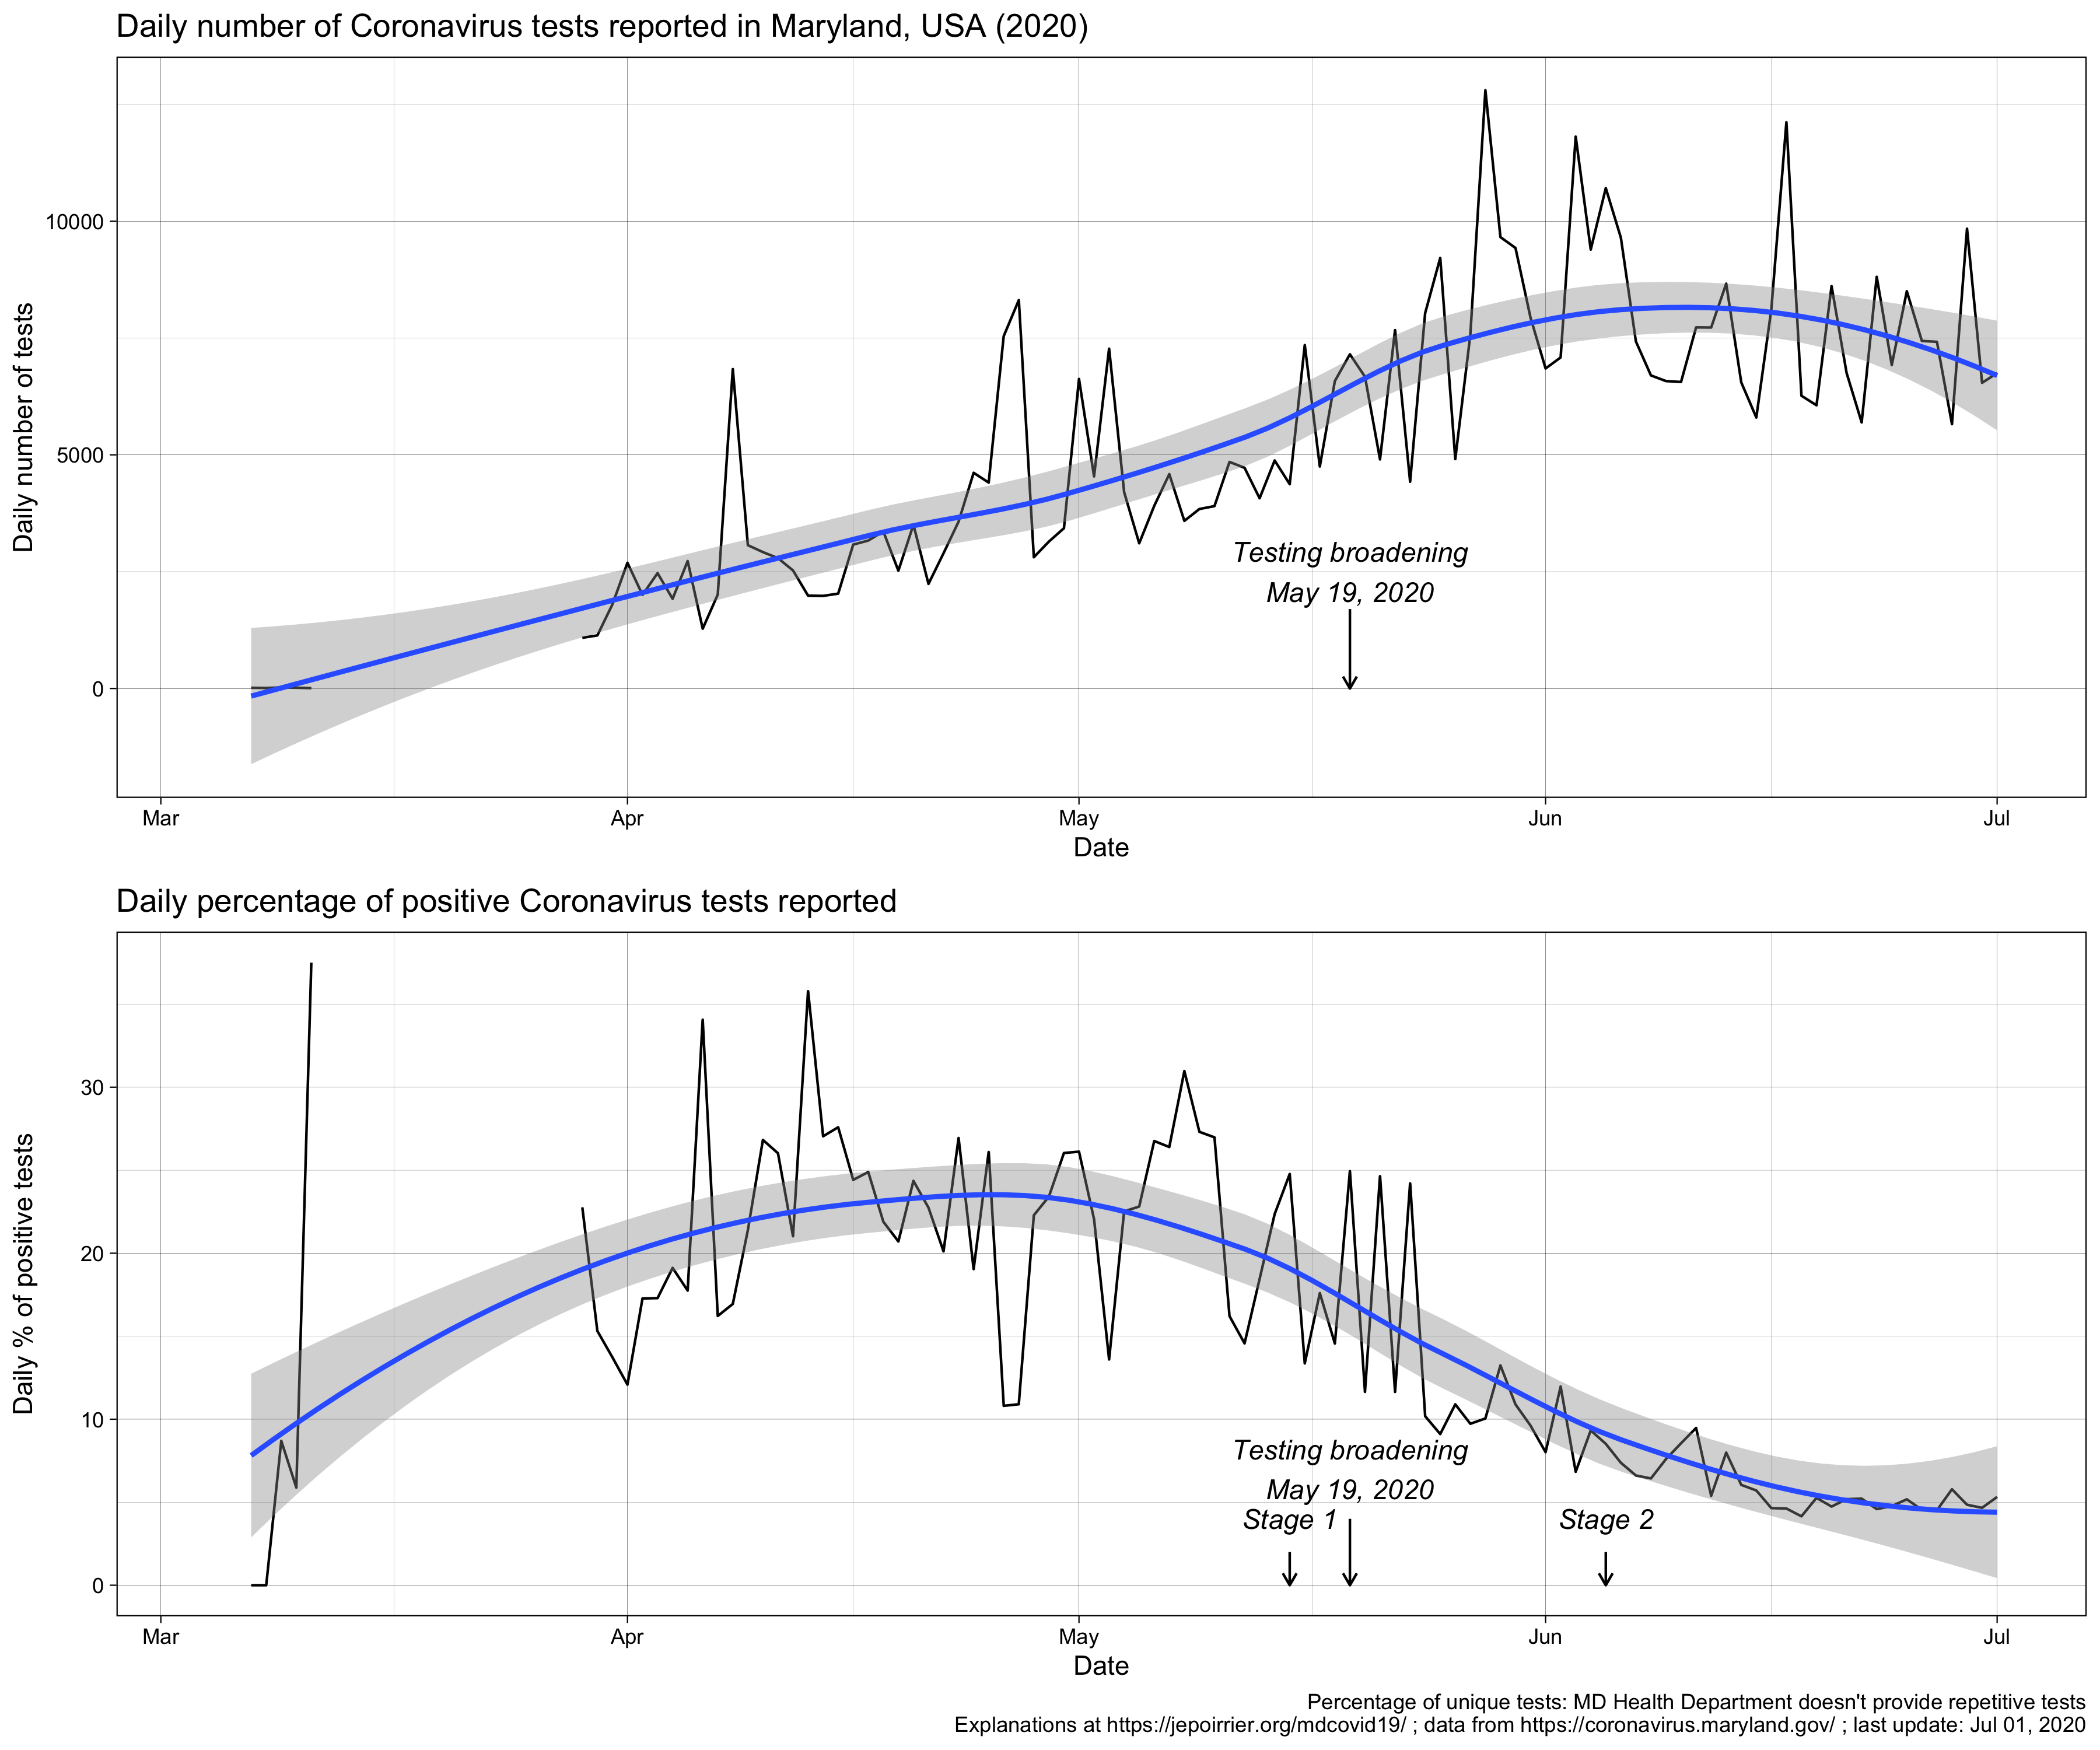 Daily number of Coronavirus tests reported in Maryland, USA (2020)
Daily number of tests
10000
5000
0
Testing broadening
May 19, 2020
Mar
Apr
May
Jun
Jul
Date
Daily percentage of positive Coronavirus tests reported
Daily % of positive tests
30
20
10
0
Testing broadening
May 19, 2020
Stage 1
Stage 2
Mar
Apr
May
Jun
Jul
Date
Percentage of unique tests: MD Health Department doesn't provide repetitive tests
Explanations at https://jepoirrier.org/mdcovid19/ ; data from https://coronavirus.maryland.gov/ ; last update: Jul 01, 2020